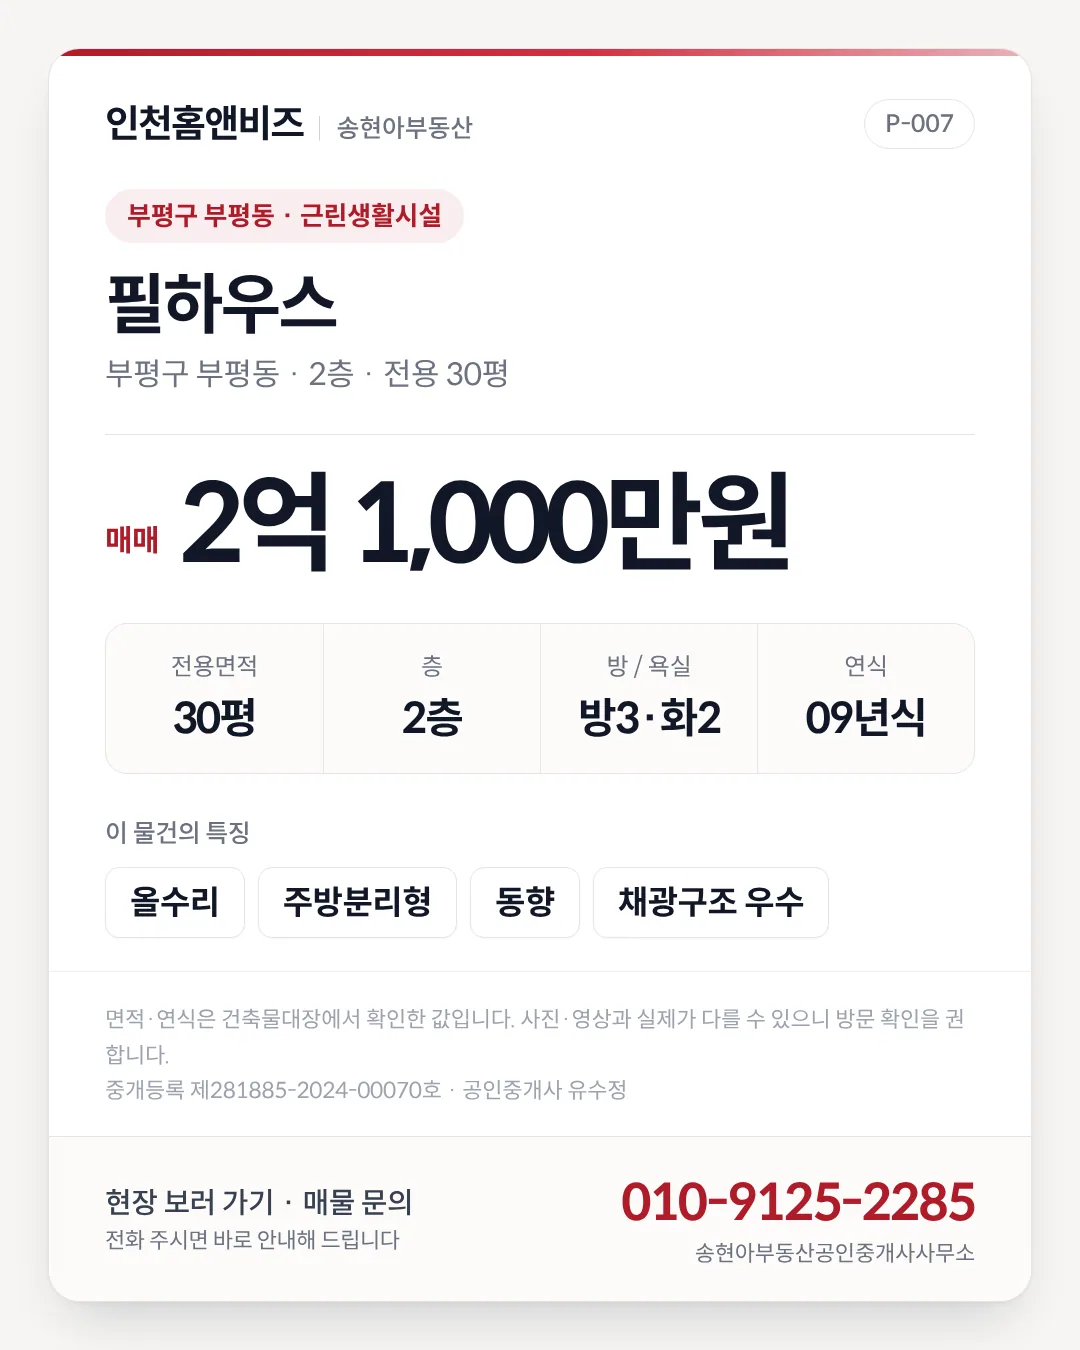 인천홈앤비즈 | 송현아부동산
P-007
부평구 부평동 · 근린생활시설
필하우스
부평구 부평동 · 2층 · 전용 30평
매매 2억 1,000만원
전용면적 층 방 / 욕실 연식
30평 2층 방3·화2 09년식
이 물건의 특징
올수리 주방분리형 동향 채광구조 우수
면적·연식은 건축물대장에서 확인한 값입니다. 사진·영상과 실제가 다를 수 있으니 방문 확인을 권
합니다.
중개등록 제281885-2024-00070호 · 공인중개사 유수정
현장 보러 가기 · 매물 문의
전화 주시면 바로 안내해 드립니다
010-9125-2285
송현아부동산공인중개사사무소